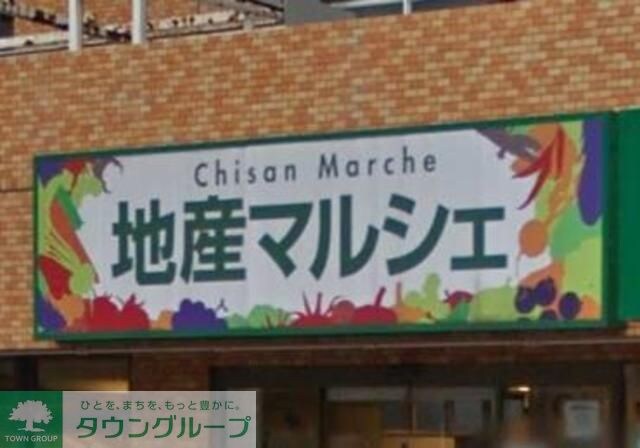 Chisan Marche
地産マルシェ
ひとを、まちを、もっと豊かに。
タウングループ
TOWN GROUP